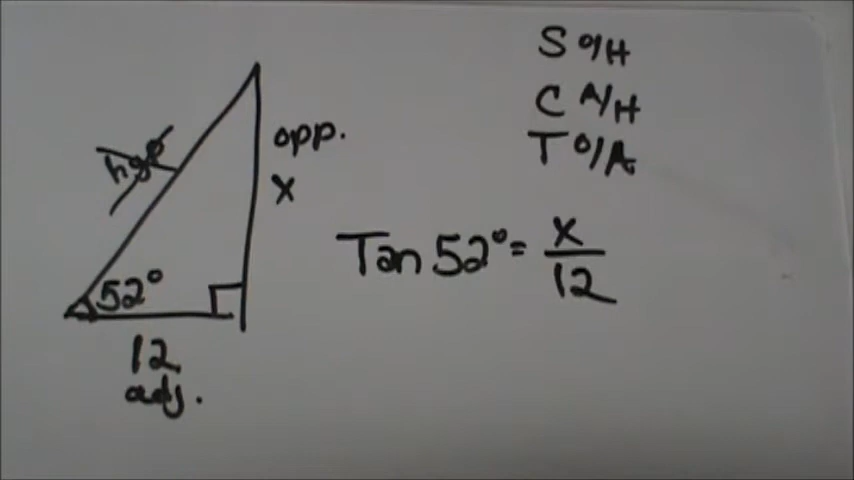 S O/H
C A/H
T O/A
hyp
opp.
x
Tan 52° = x/12
52°
12
adj.